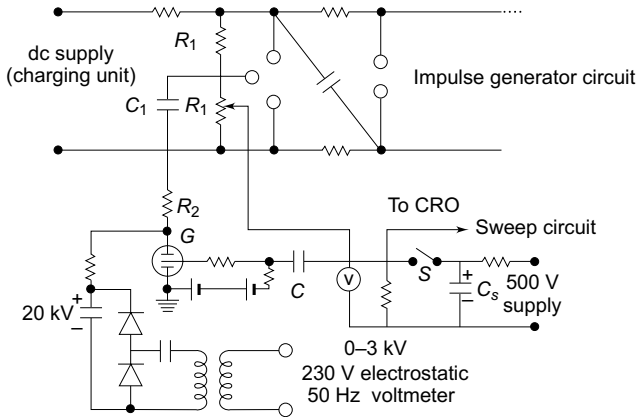 R1
dc supply
(charging unit)
R1
Impulse generator circuit
C1
R1
R2
To CRO
Sweep circuit
G
S
+
500 V
supply
Cs
−
C
V
20 kV
+
−
0–3 kV
230 V electrostatic
50 Hz voltmeter